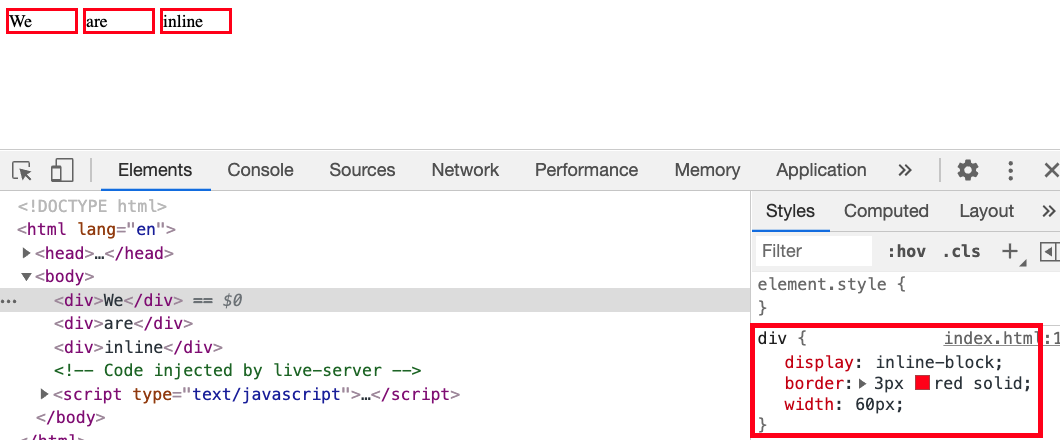 We are inline
Elements Console Sources Network Performance Memory Application »
<!DOCTYPE html>
<html lang="en">
<head>…</head>
<body>
… <div>We</div> == $0
<div>are</div>
<div>inline</div>
<!-- Code injected by live-server -->
<script type="text/javascript">…</script>
</body>
</html>
Styles Computed Layout »
Filter :hov .cls +
element.style {
}
div { index.html:1
display: inline-block;
border: 3px red solid;
width: 60px;
}